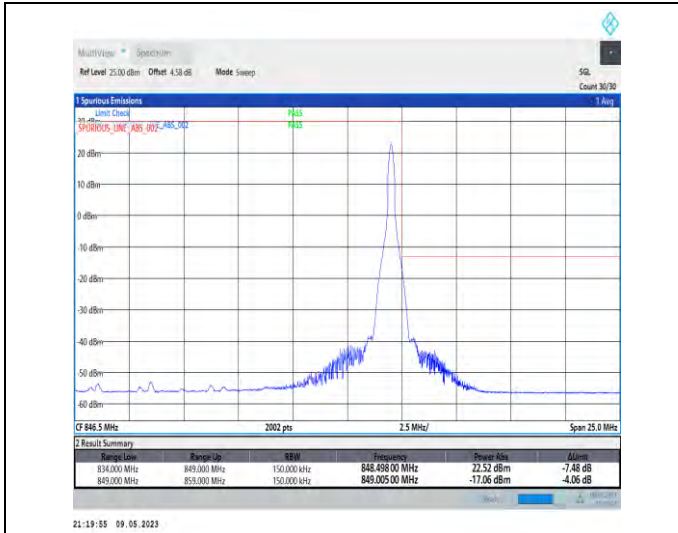 MultiView Spectrum
Ref Level 25.00 dBm Offset 4.58 dB Mode Sweep SGL
Count 30/30
1 Spurious Emissions 1 Avg
Limit Check PASS
SPURIOUS_LINE_ABS_002 PASS
20 dBm
10 dBm
0 dBm
-10 dBm
-20 dBm
-30 dBm
-40 dBm
-50 dBm
-60 dBm
CF 846.5 MHz 2002 pts 2.5 MHz/ Span 25.0 MHz
2 Result Summary
Range Low Range Up RBW Frequency Power Abs ΔLimit
834.000 MHz 849.000 MHz 150.000 kHz 848.49800 MHz 22.52 dBm -7.48 dB
849.000 MHz 859.000 MHz 150.000 kHz 849.00500 MHz -17.06 dBm -4.06 dB
21:19:55 09.05.2023